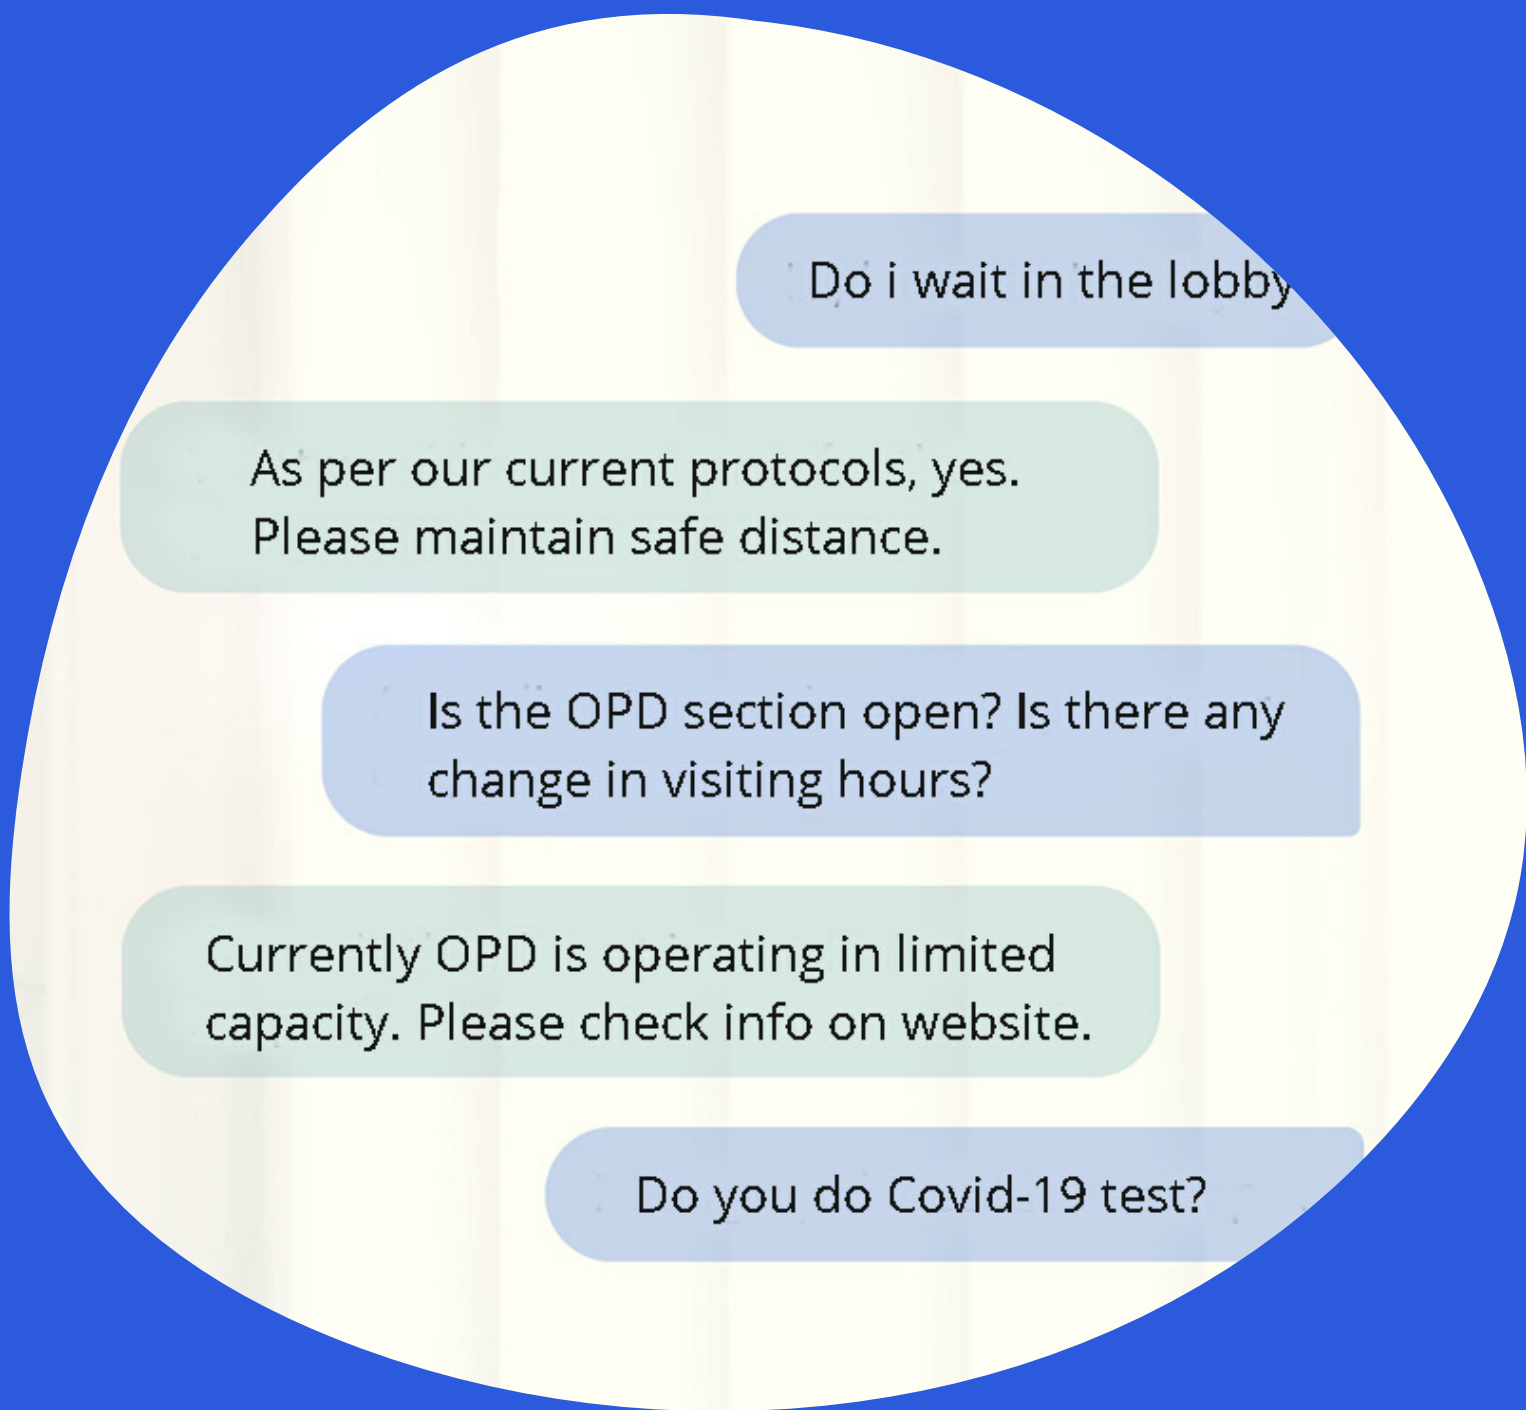 Do i wait in the lobby
As per our current protocols, yes.
Please maintain safe distance.
Is the OPD section open? Is there any
change in visiting hours?
Currently OPD is operating in limited
capacity. Please check info on website.
Do you do Covid-19 test?